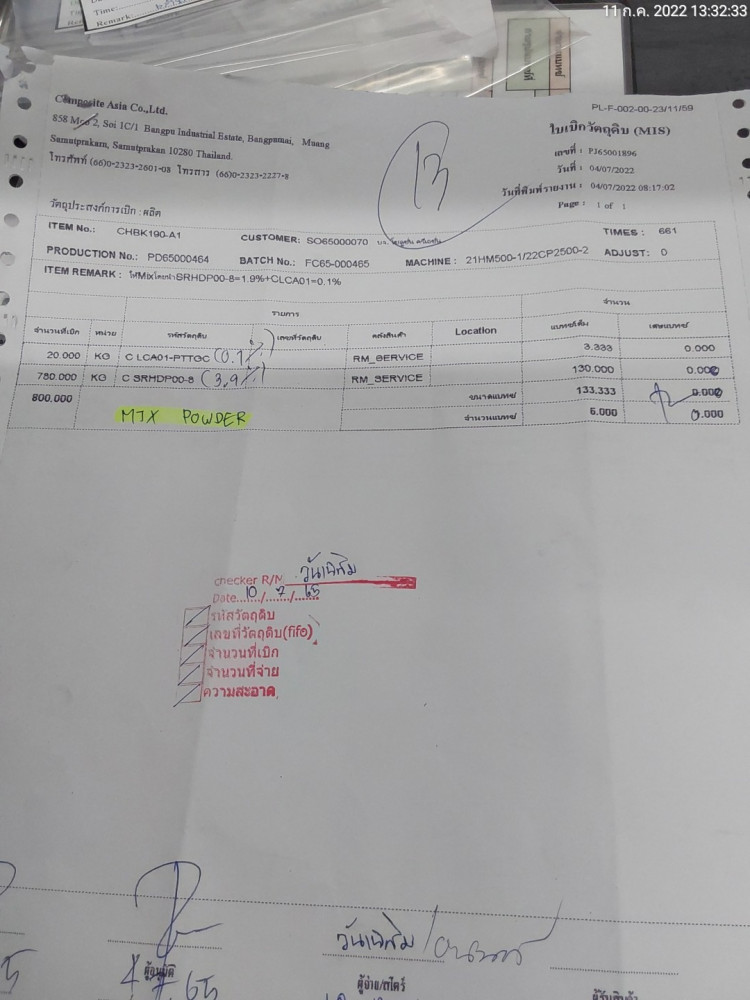 11 ก.ค. 2022 13:32:33
Time
Remark
PL-F-002-00-23/11/59
Composite Asia Co.,Ltd.
858 Moo 2, Soi 1C/1 Bangpu Industrial Estate, Bangpumai, Muang
Samutprakarn, Samutprakan 10280 Thailand.
โทรศัพท์ (66)0-2323-2601-08 โทรสาร (66)0-2323-2227-8
ใบเบิกวัตถุดิบ (MIS)
เลขที่ : PJ65001896
วันที่ : 04/07/2022
วันที่พิมพ์รายงาน : 04/07/2022 08:17:02
Page : 1 of 1
13
วัตถุประสงค์การเบิก : ผลิต
ITEM No.: CHBK190-A1 CUSTOMER: SO65000070 TIMES : 661
PRODUCTION No.: PD65000464 BATCH No.: FC65-000465 MACHINE : 21HM500-1/22CP2500-2 ADJUST: 0
ITEM REMARK : SRHDP00-8=1.9%+CLCA01=0.1%
รายการ จำนวน
จำนวนที่เบิก หน่วย รหัสวัตถุดิบ เลขที่วัตถุดิบ คลังสินค้า Location แบทช์เต็ม เศษแบทช์
20.000 KG C LCA01-PTTGC (0.1%) RM_SERVICE 3.333 0.000
780.000 KG C SRHDP00-8 (3.9%) RM_SERVICE 130.000 0.000
800.000 ขนาดแบทช์ 133.333 0.000
MIX POWDER จำนวนแบทช์ 6.000 0.000
checker R/M วันเฉลิม
Date 10/7/65
รหัสวัตถุดิบ
เลขที่วัตถุดิบ(fifo)
จำนวนที่เบิก
จำนวนที่จ่าย
ความสะอาด
วันเฉลิม
ผู้อนุมัติ
ผู้จ่าย/สโตร์
ผู้รับสินค้า